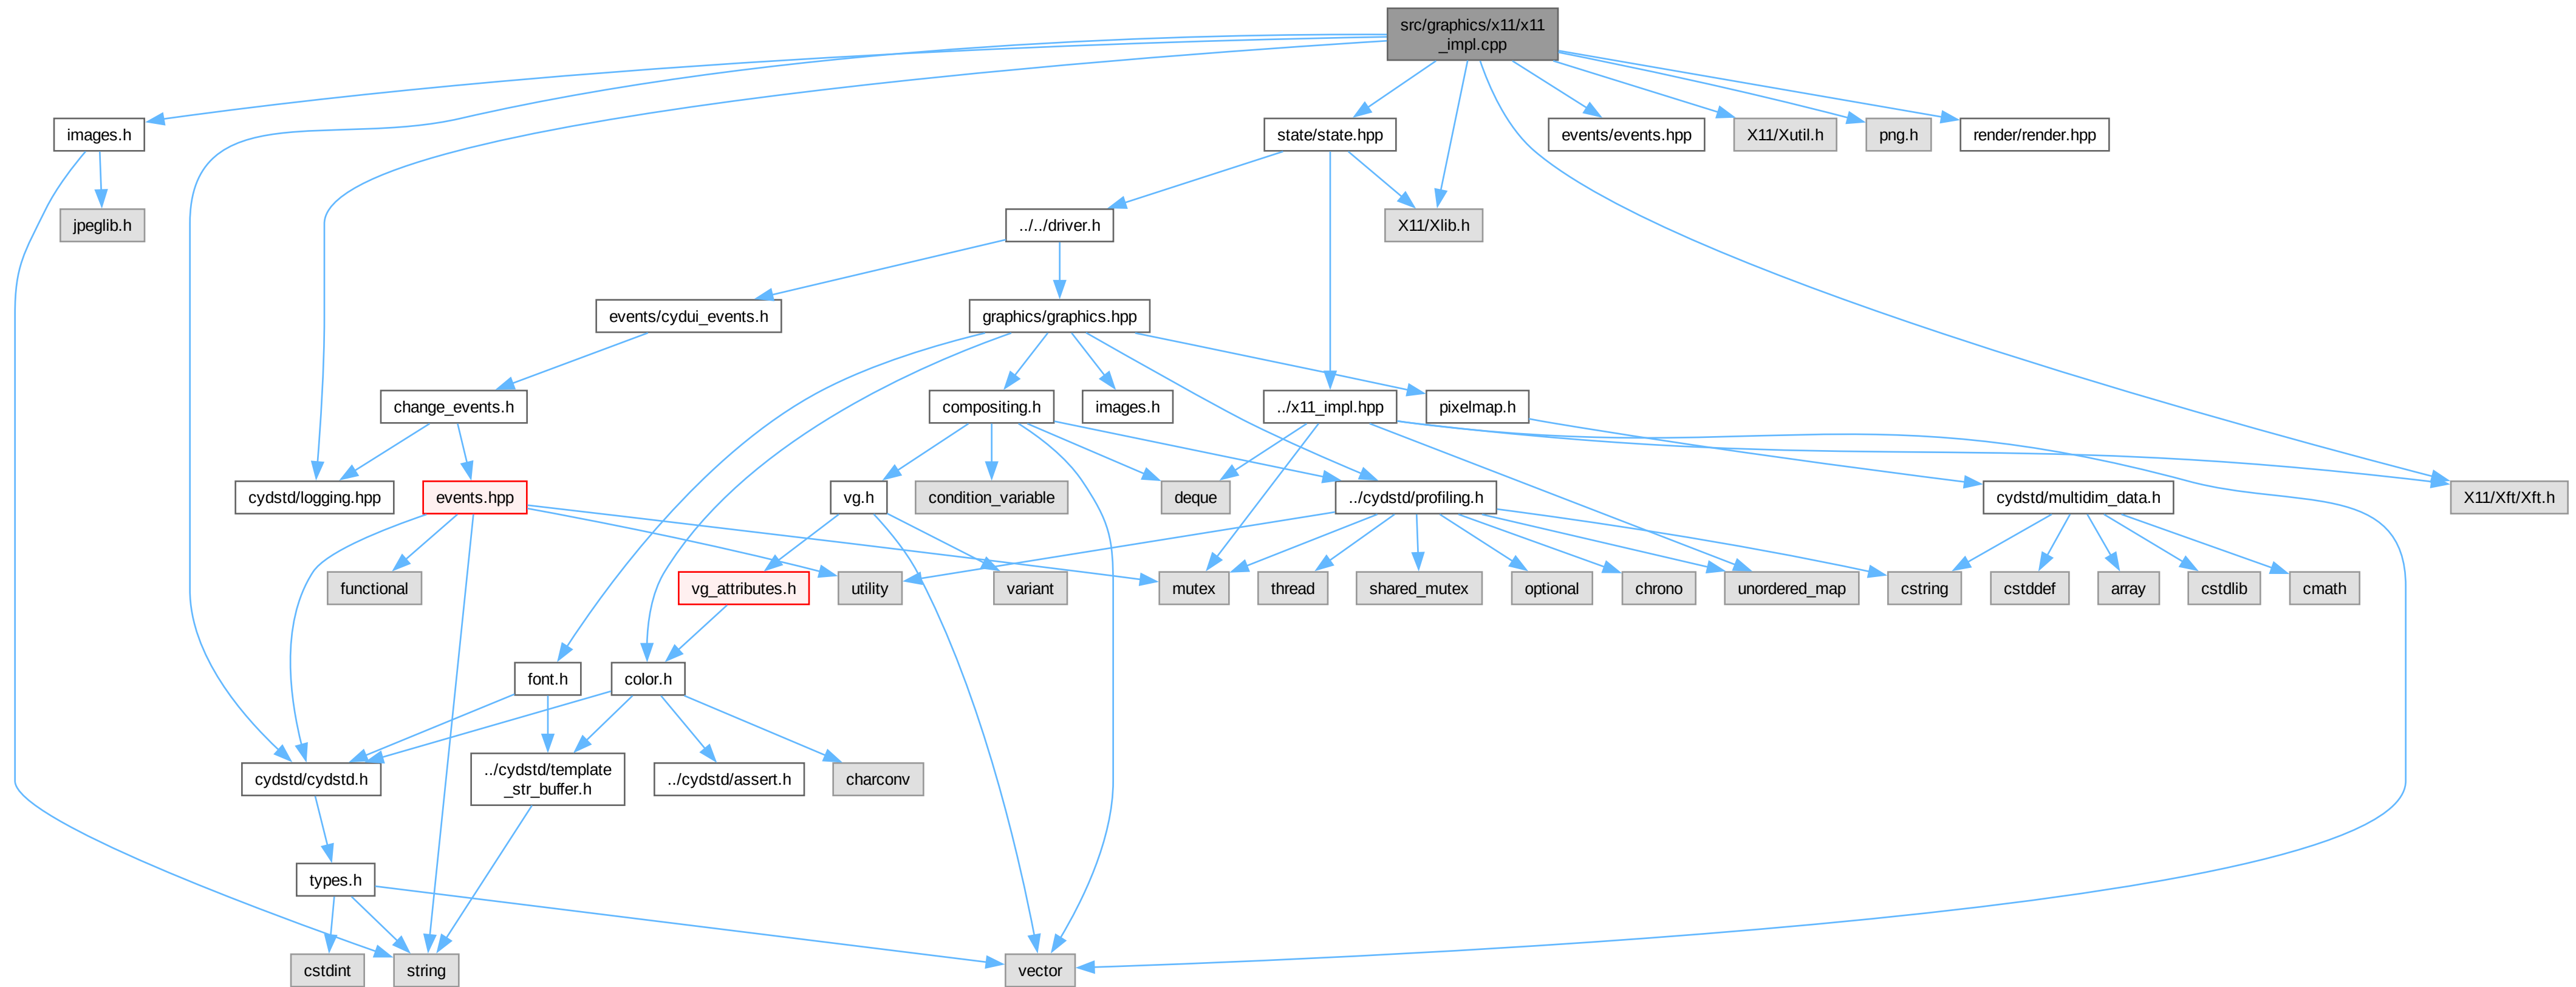 src/graphics/x11/x11
_impl.cpp
images.h
state/state.hpp
events/events.hpp
X11/Xutil.h
png.h
render/render.hpp
jpeglib.h
../../driver.h
X11/Xlib.h
events/cydui_events.h
graphics/graphics.hpp
change_events.h
compositing.h
images.h
../x11_impl.hpp
pixelmap.h
cydstd/logging.hpp
events.hpp
vg.h
condition_variable
deque
../cydstd/profiling.h
cydstd/multidim_data.h
X11/Xft/Xft.h
functional
vg_attributes.h
utility
variant
mutex
thread
shared_mutex
optional
chrono
unordered_map
cstring
cstddef
array
cstdlib
cmath
font.h
color.h
cydstd/cydstd.h
../cydstd/template
_str_buffer.h
../cydstd/assert.h
charconv
types.h
cstdint
string
vector